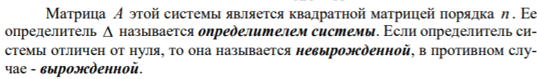 Матрица A этой системы является квадратной матрицей порядка n. Ее
определитель Δ называется определителем системы. Если определитель си-
стемы отличен от нуля, то она называется невырожденной, в противном слу-
чае - вырожденной.